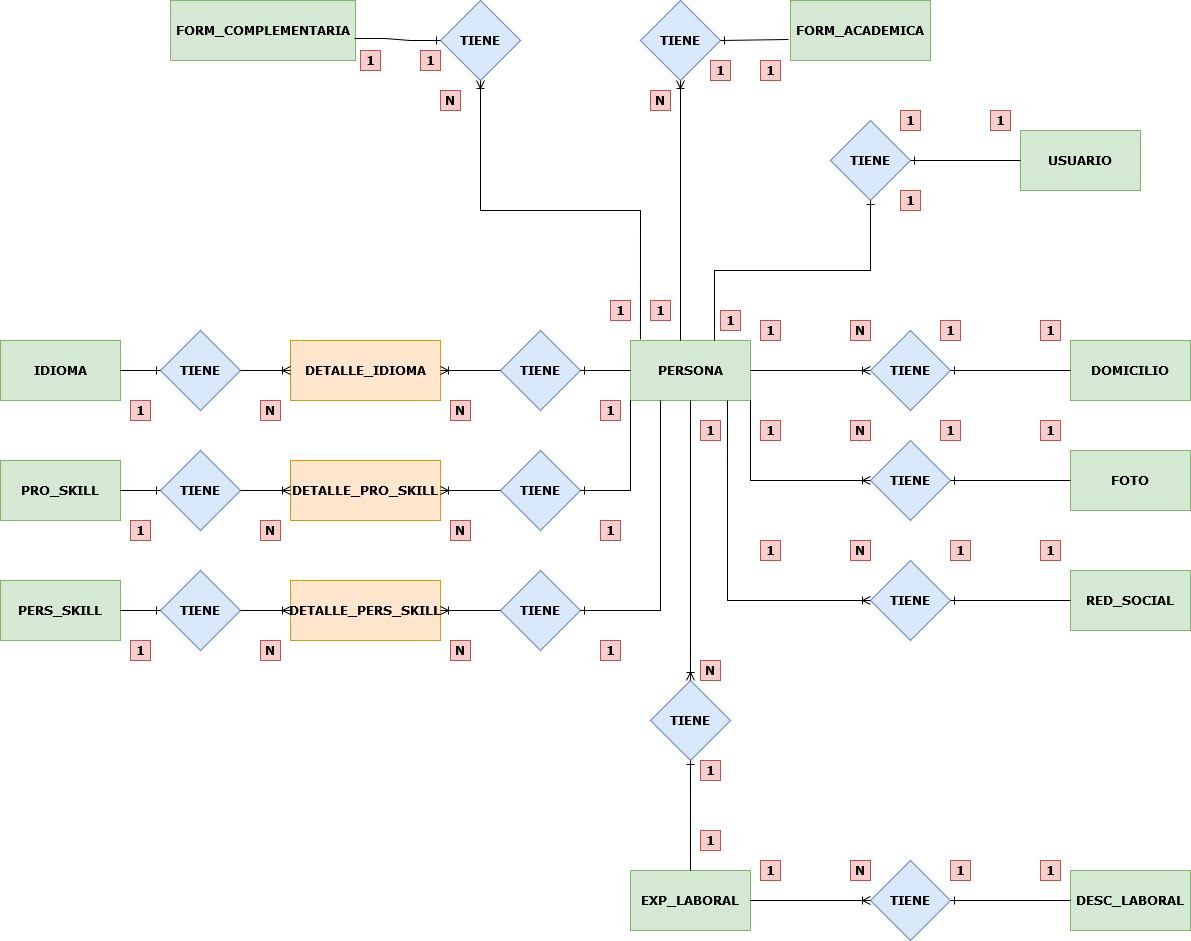 FORM_COMPLEMENTARIA
TIENE
TIENE
FORM_ACADEMICA
1
1
1
1
N
N
1
1
TIENE
USUARIO
1
1
1
1
1
N
1
1
IDIOMA
TIENE
DETALLE_IDIOMA
TIENE
PERSONA
TIENE
DOMICILIO
1
N
N
1
1
1
N
1
1
PRO_SKILL
TIENE
DETALLE_PRO_SKILL
TIENE
TIENE
FOTO
1
N
N
1
1
N
1
1
PERS_SKILL
TIENE
DETALLE_PERS_SKILL
TIENE
TIENE
RED_SOCIAL
1
N
N
1
N
TIENE
1
1
1
N
1
1
EXP_LABORAL
TIENE
DESC_LABORAL